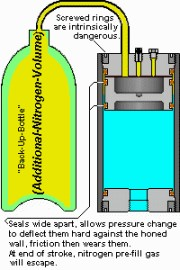 Screwed rings
are intrinsically
dangerous.
"Back-Up-Bottle"
(Additional-Nitrogen-Volume)
Seals wide apart, allows pressure change
to deflect them hard against the honed
wall, friction then wears them.
At end of stroke, nitrogen pre-fill gas
will escape.